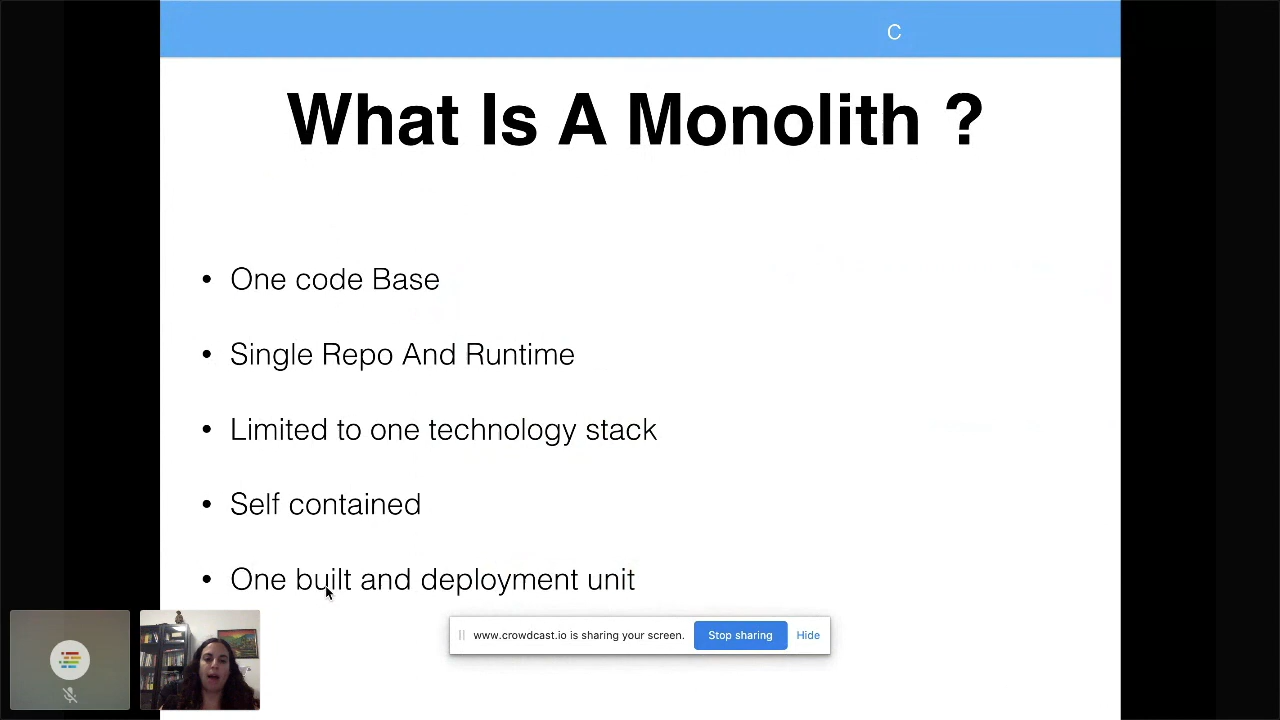 C
What Is A Monolith ?
• One code Base
• Single Repo And Runtime
• Limited to one technology stack
• Self contained
• One built and deployment unit
www.crowdcast.io is sharing your screen. Stop sharing Hide